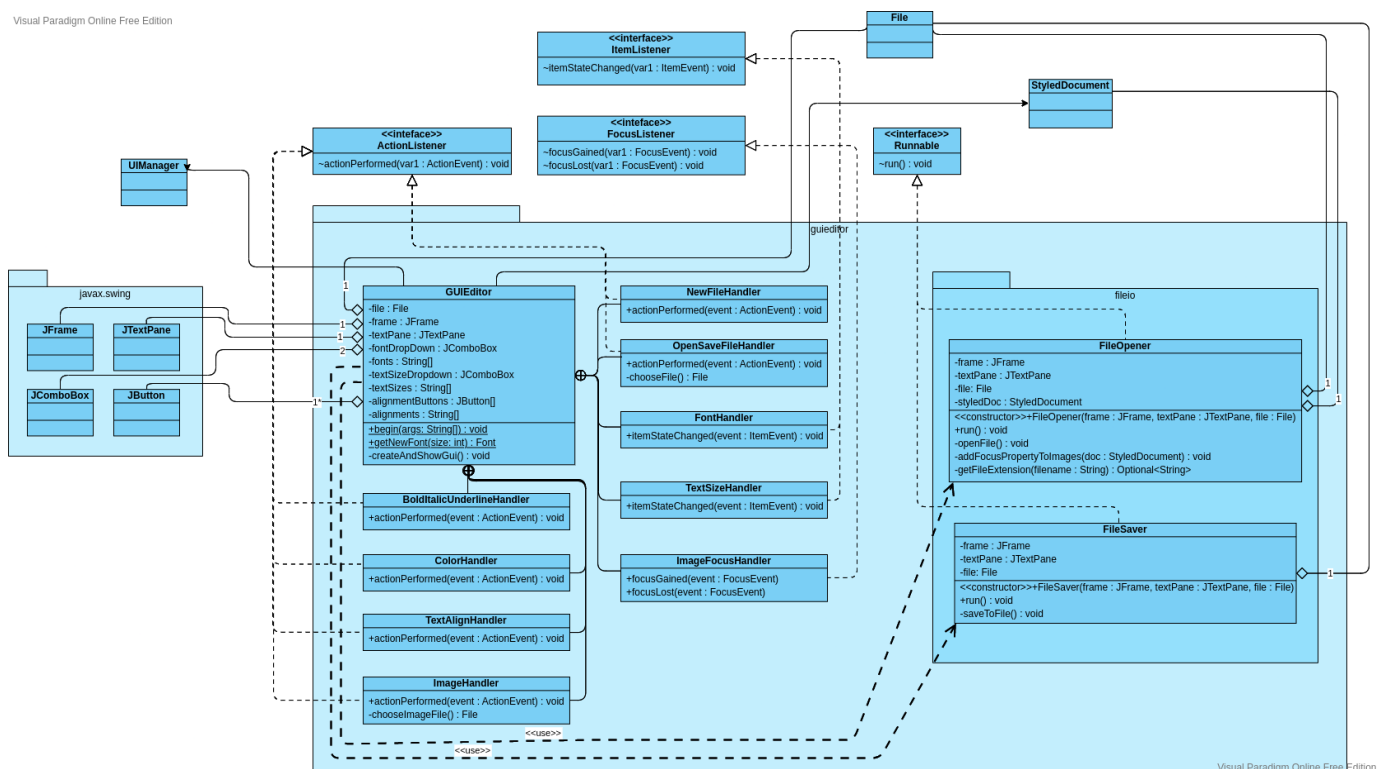 Visual Paradigm Online Free Edition
File
<<interface>>
ItemListener
~itemStateChanged(var1 : ItemEvent) : void
StyledDocument
<<inteface>>
FocusListener
~focusGained(var1 : FocusEvent) : void
~focusLost(var1 : FocusEvent) : void
<<inteface>>
ActionListener
~actionPerformed(var1 : ActionEvent) : void
<<interface>>
Runnable
~run() : void
UIManager
guieditor
javax.swing
JFrame
JTextPane
JComboBox
JButton
1
1
1
2
1*
GUIEditor
-file : File
-frame : JFrame
-textPane : JTextPane
-fontDropDown : JComboBox
-fonts : String[]
-textSizeDropdown : JComboBox
-textSizes : String[]
-alignmentButtons : JButton[]
-alignments : String[]
+begin(args: String[]) : void
+getNewFont(size: int) : Font
-createAndShowGui() : void
NewFileHandler
+actionPerformed(event : ActionEvent) : void
OpenSaveFileHandler
+actionPerformed(event : ActionEvent) : void
-chooseFile() : File
FontHandler
+itemStateChanged(event : ItemEvent) : void
TextSizeHandler
+itemStateChanged(event : ItemEvent) : void
ImageFocusHandler
+focusGained(event : FocusEvent)
+focusLost(event : FocusEvent)
BoldItalicUnderlineHandler
+actionPerformed(event : ActionEvent) : void
ColorHandler
+actionPerformed(event : ActionEvent) : void
TextAlignHandler
+actionPerformed(event : ActionEvent) : void
ImageHandler
+actionPerformed(event : ActionEvent) : void
-chooseImageFile() : File
<<use>>
<<use>>
fileio
FileOpener
-frame : JFrame
-textPane : JTextPane
-file: File
-styledDoc : StyledDocument
<<constructor>>+FileOpener(frame : JFrame, textPane : JTextPane, file : File)
+run() : void
-openFile() : void
-addFocusPropertyToImages(doc : StyledDocument) : void
-getFileExtension(filename : String) : Optional<String>
1
1
FileSaver
-frame : JFrame
-textPane : JTextPane
-file: File
<<constructor>>+FileSaver(frame : JFrame, textPane : JTextPane, file : File)
+run() : void
-saveToFile() : void
1
Visual Paradigm Online Free Edition